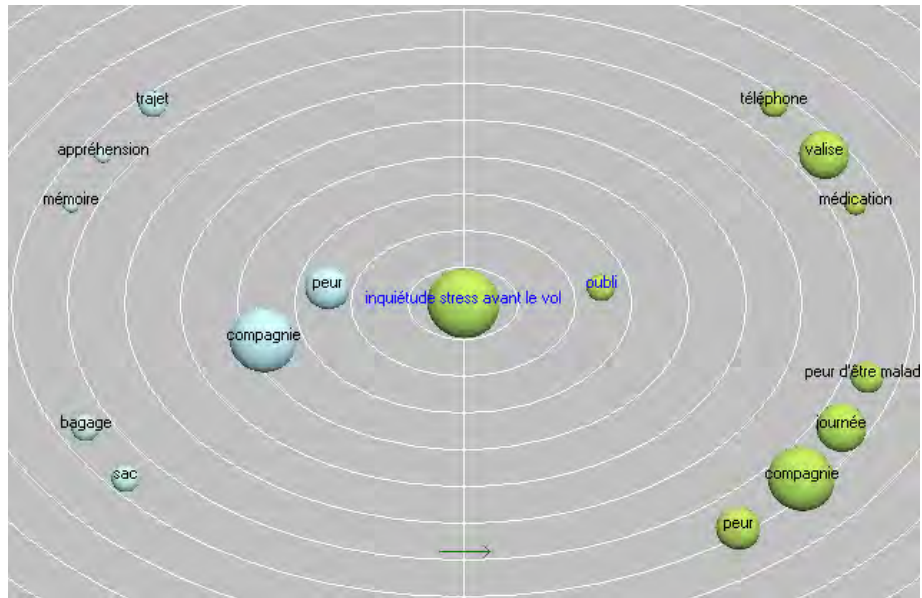 trajet
téléphone
appréhension
valise
mémoire
médication
peur
inquiétude stress avant le vol
oubli
compagnie
peur d'être malad
bagage
journée
sac
compagnie
peur